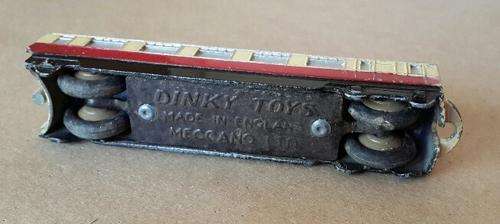 DINKY TOYS
MADE IN ENGLAND
MECCANO LTD